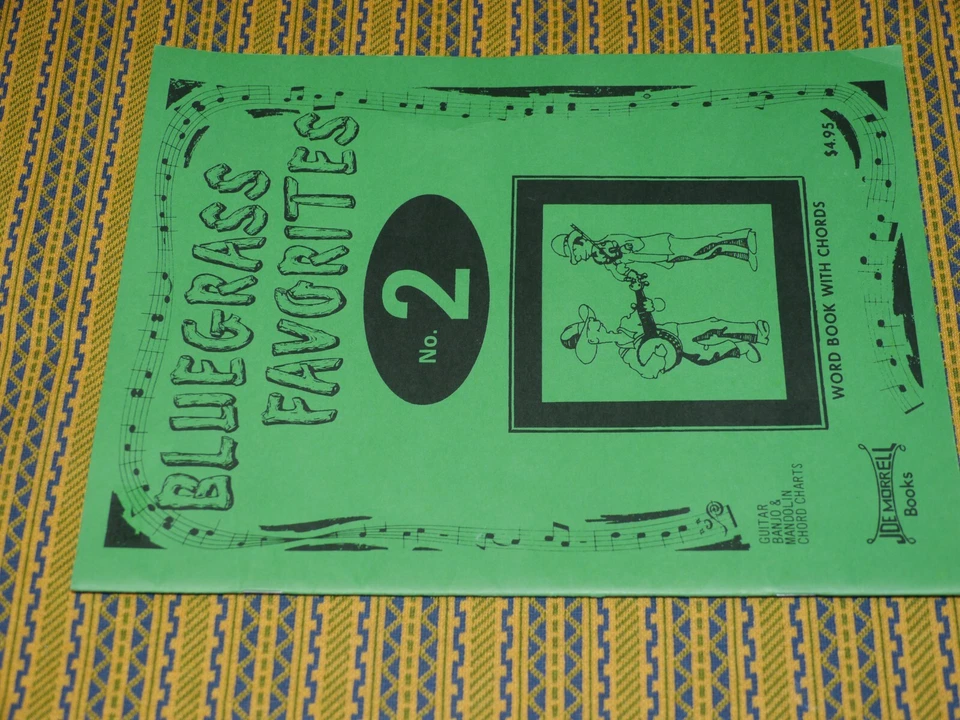 BLUEGRASS
FAVORITES
No. 2
WORD BOOK WITH CHORDS
$4.95
GUITAR
BANJO &
MANDOLIN
CHORD CHARTS
JOE MORRELL
Books